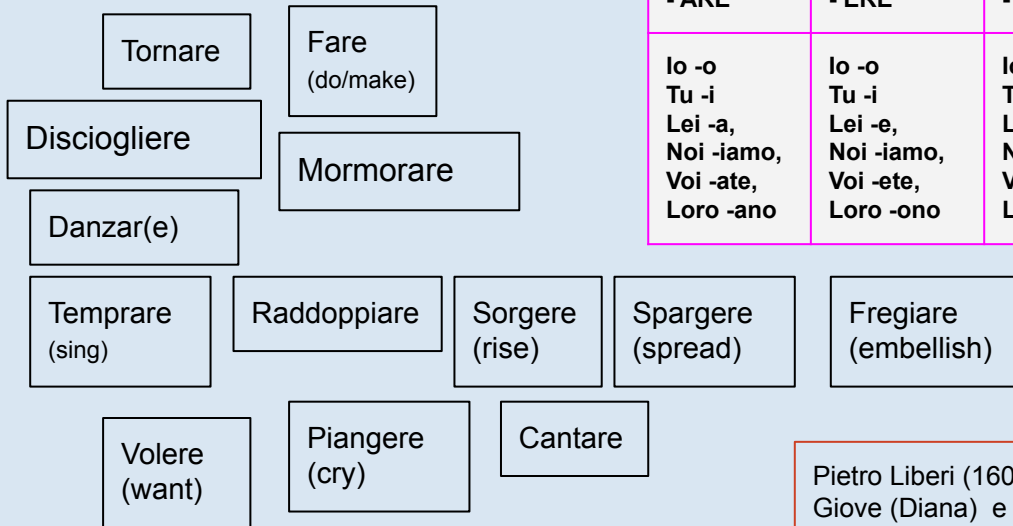 Tornare
Fare
(do/make)
Disciogliere
Mormorare
Danzar(e)
- ARE
Io -o
Tu -i
Lei -a,
Noi -iamo,
Voi -ate,
Loro -ano
- ERE
Io -o
Tu -i
Lei -e,
Noi -iamo,
Voi -ete,
Loro -ono
Temprare
(sing)
Raddoppiare
Sorgere
(rise)
Spargere
(spread)
Fregiare
(embellish)
Volere
(want)
Piangere
(cry)
Cantare
Pietro Liberi (160
Giove (Diana) e